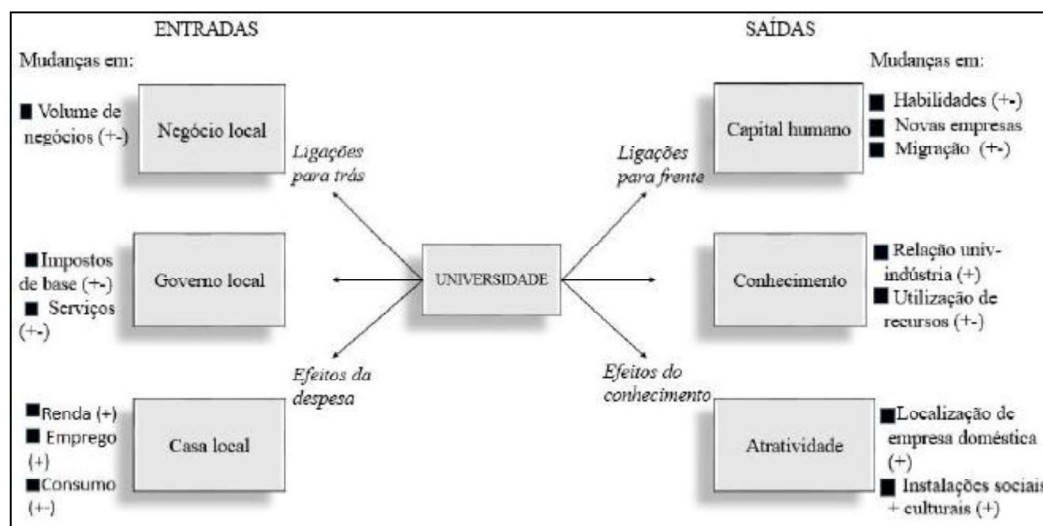 ENTRADAS
Mudanças em:
■ Volume de
negócios (+-)
Negócio local
Ligações
para trás
■ Impostos
de base (+-)
■ Serviços
(+-)
Governo local
Efeitos da
despesa
■ Renda (+)
■ Emprego
(+)
■ Consumo
(+-)
Casa local
UNIVERSIDADE
SAÍDAS
Mudanças em:
Capital humano
■ Habilidades (+-)
■ Novas empresas
■ Migração (+-)
Ligações
para frente
Conhecimento
■ Relação univ-
indústria (+)
■ Utilização de
recursos (+-)
Efeitos do
conhecimento
Atratividade
■ Localização de
empresa doméstica
(+)
■ Instalações sociais
+ culturais (+)